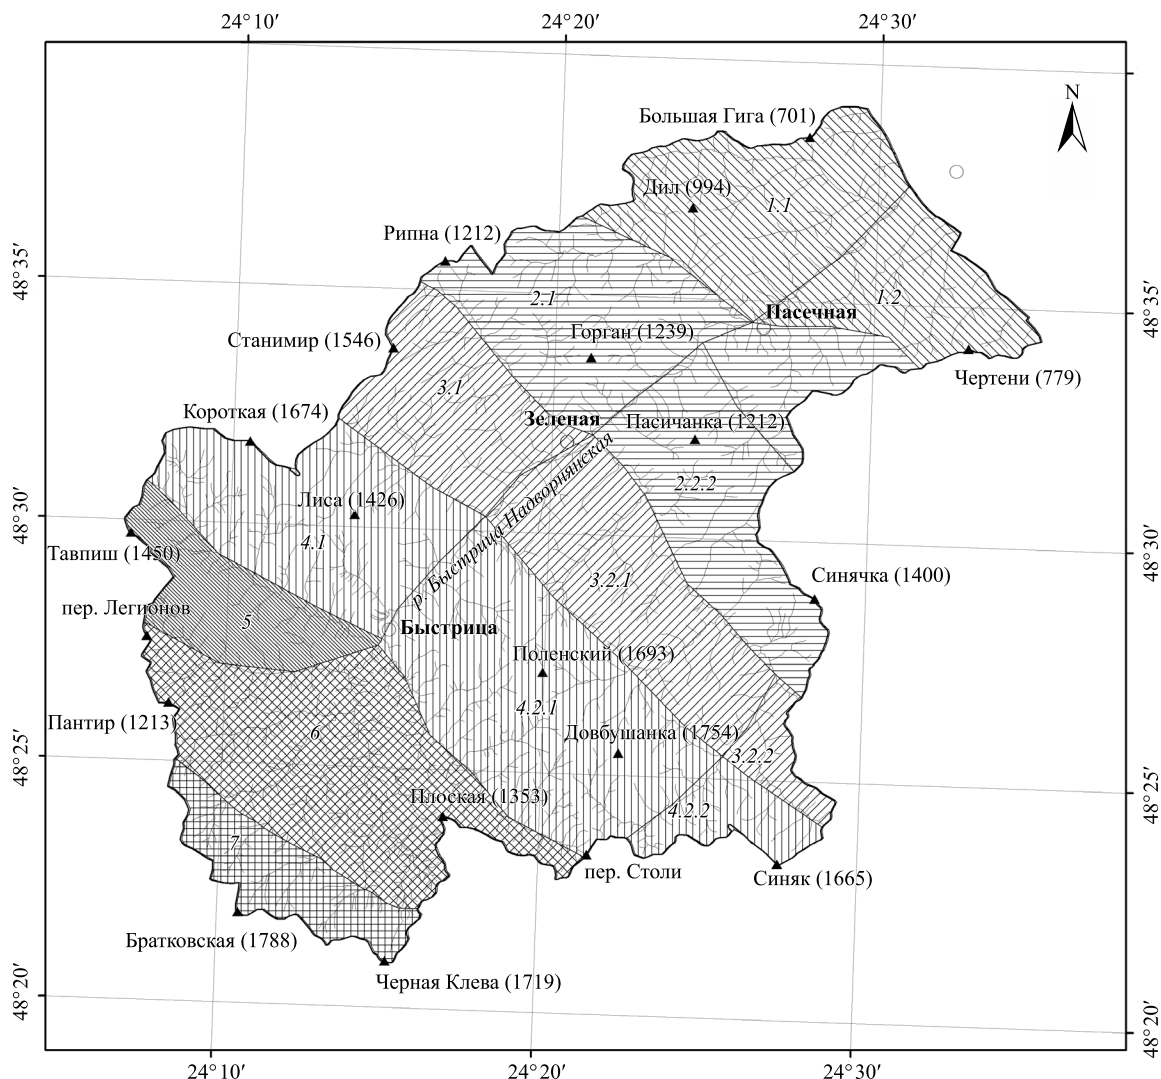 24°10′
24°20′
24°30′
N
Большая Гига (701)
Дил (994)
1.1
Рипна (1212)
48°35′
2.1
1.2
48°35′
Пасечная
Горган (1239)
Станимир (1546)
Чертени (779)
3.1
Короткая (1674)
Зеленая
Пасичанка (1212)
2.2.2
Лиса (1426)
48°30′
р. Быстрица Надворнянская
4.1
Тавпиш (1450)
48°30′
3.2.1
Синячка (1400)
пер. Легионов
5
Быстрица
Поленский (1693)
4.2.1
Пантир (1213)
6
Довбушанка (1754)
48°25′
3.2.2
Плоская (1353)
4.2.2
48°25′
7
пер. Столи
Синяк (1665)
Братковская (1788)
Черная Клева (1719)
48°20′
48°20′
24°10′
24°20′
24°30′